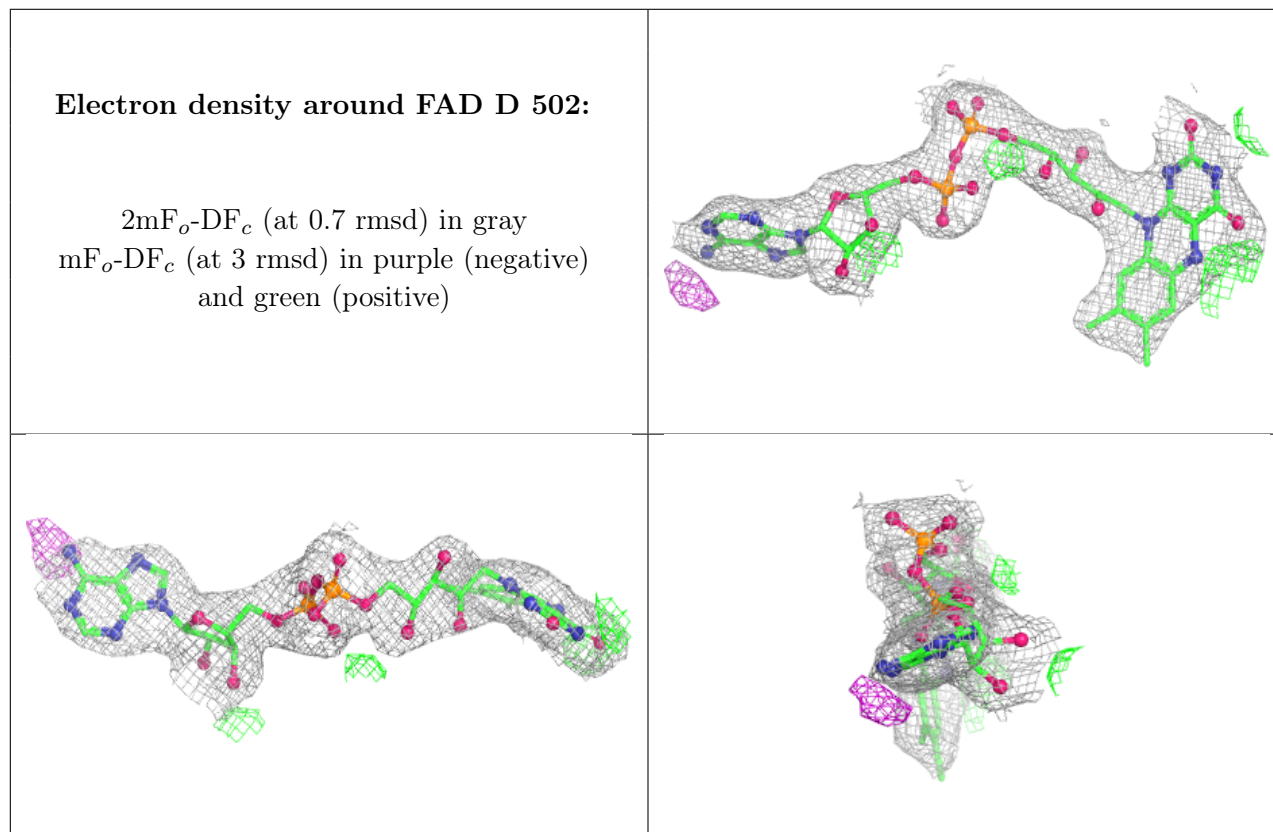 Electron density around FAD D 502:
2mFo-DFc (at 0.7 rmsd) in gray
mFo-DFc (at 3 rmsd) in purple (negative)
and green (positive)